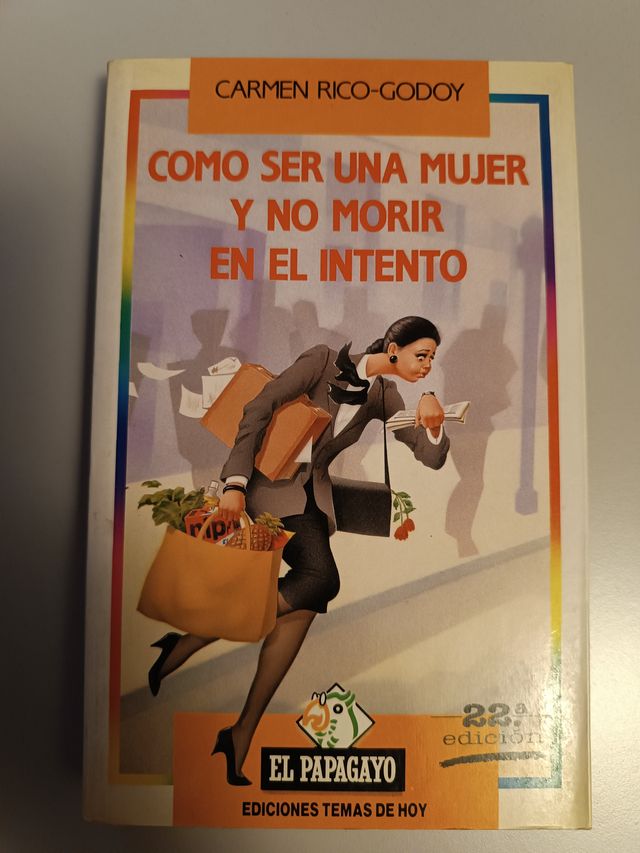 CARMEN RICO-GODOY
COMO SER UNA MUJER
Y NO MORIR
EN EL INTENTO
22.ª
edición
EL PAPAGAYO
EDICIONES TEMAS DE HOY